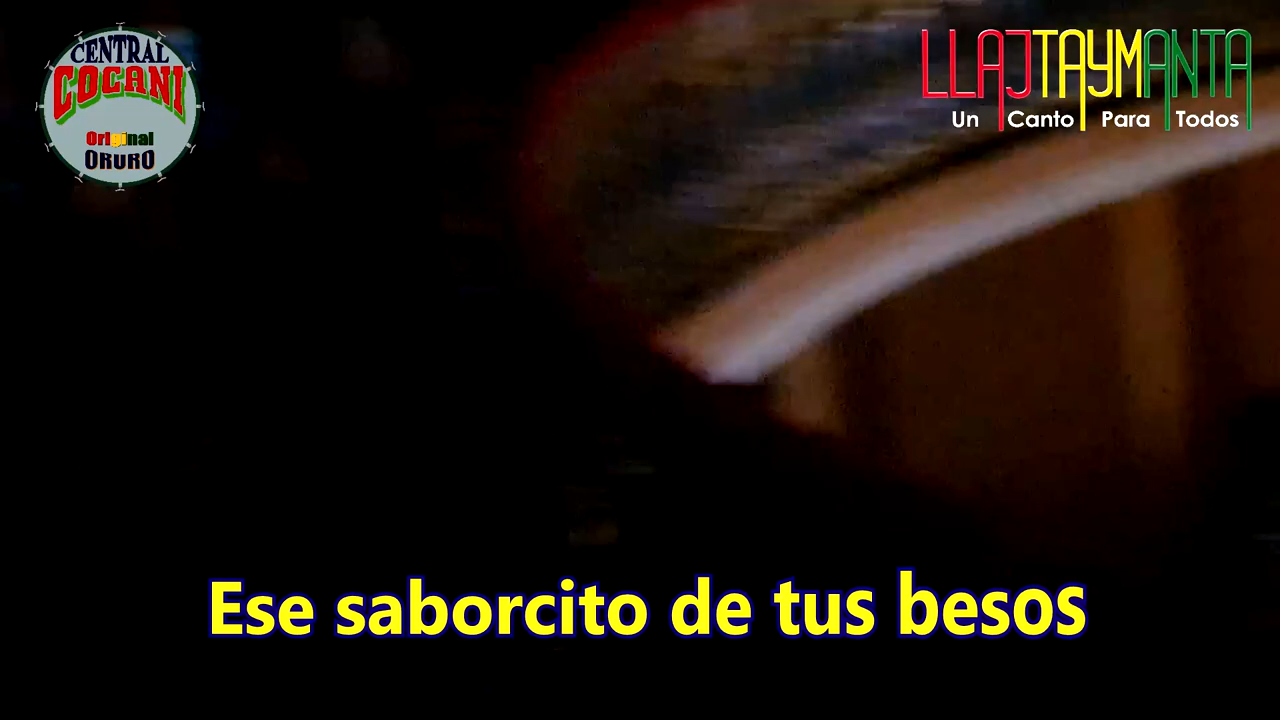 CENTRAL
COCANI
Original
ORURO
LLAJTAYMANTA
Un Canto Para Todos
Ese saborcito de tus besos